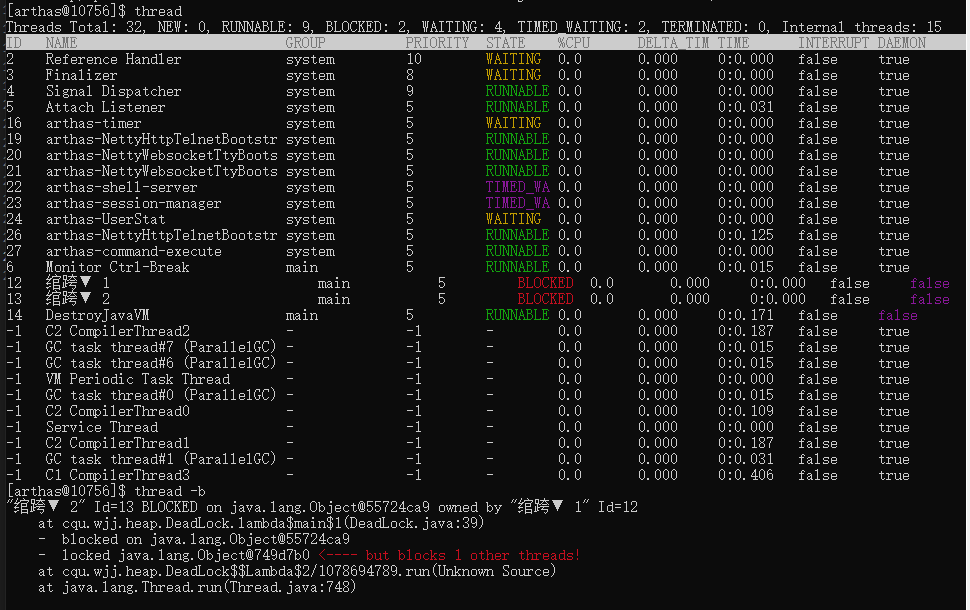 [arthas@10756]$ thread
Threads Total: 32, NEW: 0, RUNNABLE: 9, BLOCKED: 2, WAITING: 4, TIMED_WAITING: 2, TERMINATED: 0, Internal threads: 15
ID NAME GROUP PRIORITY STATE %CPU DELTA_TIM TIME INTERRUPT DAEMON
2 Reference Handler system 10 WAITING 0.0 0.000 0:0.000 false true
3 Finalizer system 8 WAITING 0.0 0.000 0:0.000 false true
4 Signal Dispatcher system 9 RUNNABLE 0.0 0.000 0:0.000 false true
5 Attach Listener system 5 RUNNABLE 0.0 0.000 0:0.031 false true
16 arthas-timer system 5 WAITING 0.0 0.000 0:0.000 false true
19 arthas-NettyHttpTelnetBootstr system 5 RUNNABLE 0.0 0.000 0:0.000 false true
20 arthas-NettyWebsocketTtyBoots system 5 RUNNABLE 0.0 0.000 0:0.000 false true
21 arthas-NettyWebsocketTtyBoots system 5 RUNNABLE 0.0 0.000 0:0.000 false true
22 arthas-shell-server system 5 TIMED_WA 0.0 0.000 0:0.000 false true
23 arthas-session-manager system 5 TIMED_WA 0.0 0.000 0:0.000 false true
24 arthas-UserStat system 5 WAITING 0.0 0.000 0:0.000 false true
26 arthas-NettyHttpTelnetBootstr system 5 RUNNABLE 0.0 0.000 0:0.125 false true
27 arthas-command-execute system 5 RUNNABLE 0.0 0.000 0:0.000 false true
6 Monitor Ctrl-Break main 5 RUNNABLE 0.0 0.000 0:0.015 false true
12 绾跨▼ 1 main 5 BLOCKED 0.0 0.000 0:0.000 false false
13 绾跨▼ 2 main 5 BLOCKED 0.0 0.000 0:0.000 false false
14 DestroyJavaVM main 5 RUNNABLE 0.0 0.000 0:0.171 false false
-1 C2 CompilerThread2 - -1 - 0.0 0.000 0:0.187 false true
-1 GC task thread#7 (ParallelGC) - -1 - 0.0 0.000 0:0.015 false true
-1 GC task thread#6 (ParallelGC) - -1 - 0.0 0.000 0:0.015 false true
-1 VM Periodic Task Thread - -1 - 0.0 0.000 0:0.000 false true
-1 GC task thread#0 (ParallelGC) - -1 - 0.0 0.000 0:0.015 false true
-1 C2 CompilerThread0 - -1 - 0.0 0.000 0:0.109 false true
-1 Service Thread - -1 - 0.0 0.000 0:0.000 false true
-1 C2 CompilerThread1 - -1 - 0.0 0.000 0:0.187 false true
-1 GC task thread#1 (ParallelGC) - -1 - 0.0 0.000 0:0.031 false true
-1 C1 CompilerThread3 - -1 - 0.0 0.000 0:0.406 false true
[arthas@10756]$ thread -b
"绾跨▼ 2" Id=13 BLOCKED on java.lang.Object@55724ca9 owned by "绾跨▼ 1" Id=12
at cqu.wjj.heap.DeadLock.lambda$main$1(DeadLock.java:39)
- blocked on java.lang.Object@55724ca9
- locked java.lang.Object@749d7b0 <---- but blocks 1 other threads!
at cqu.wjj.heap.DeadLock$$Lambda$2/1078694789.run(Unknown Source)
at java.lang.Thread.run(Thread.java:748)